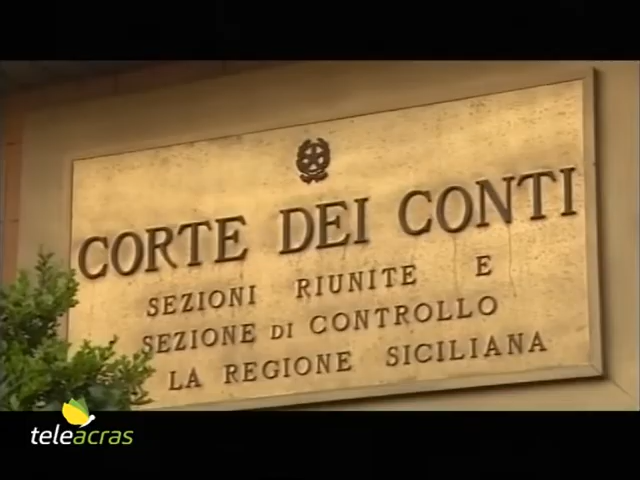 CORTE DEI CONTI
SEZIONI RIUNITE E
SEZIONE DI CONTROLLO
LA REGIONE SICILIANA
teleacras